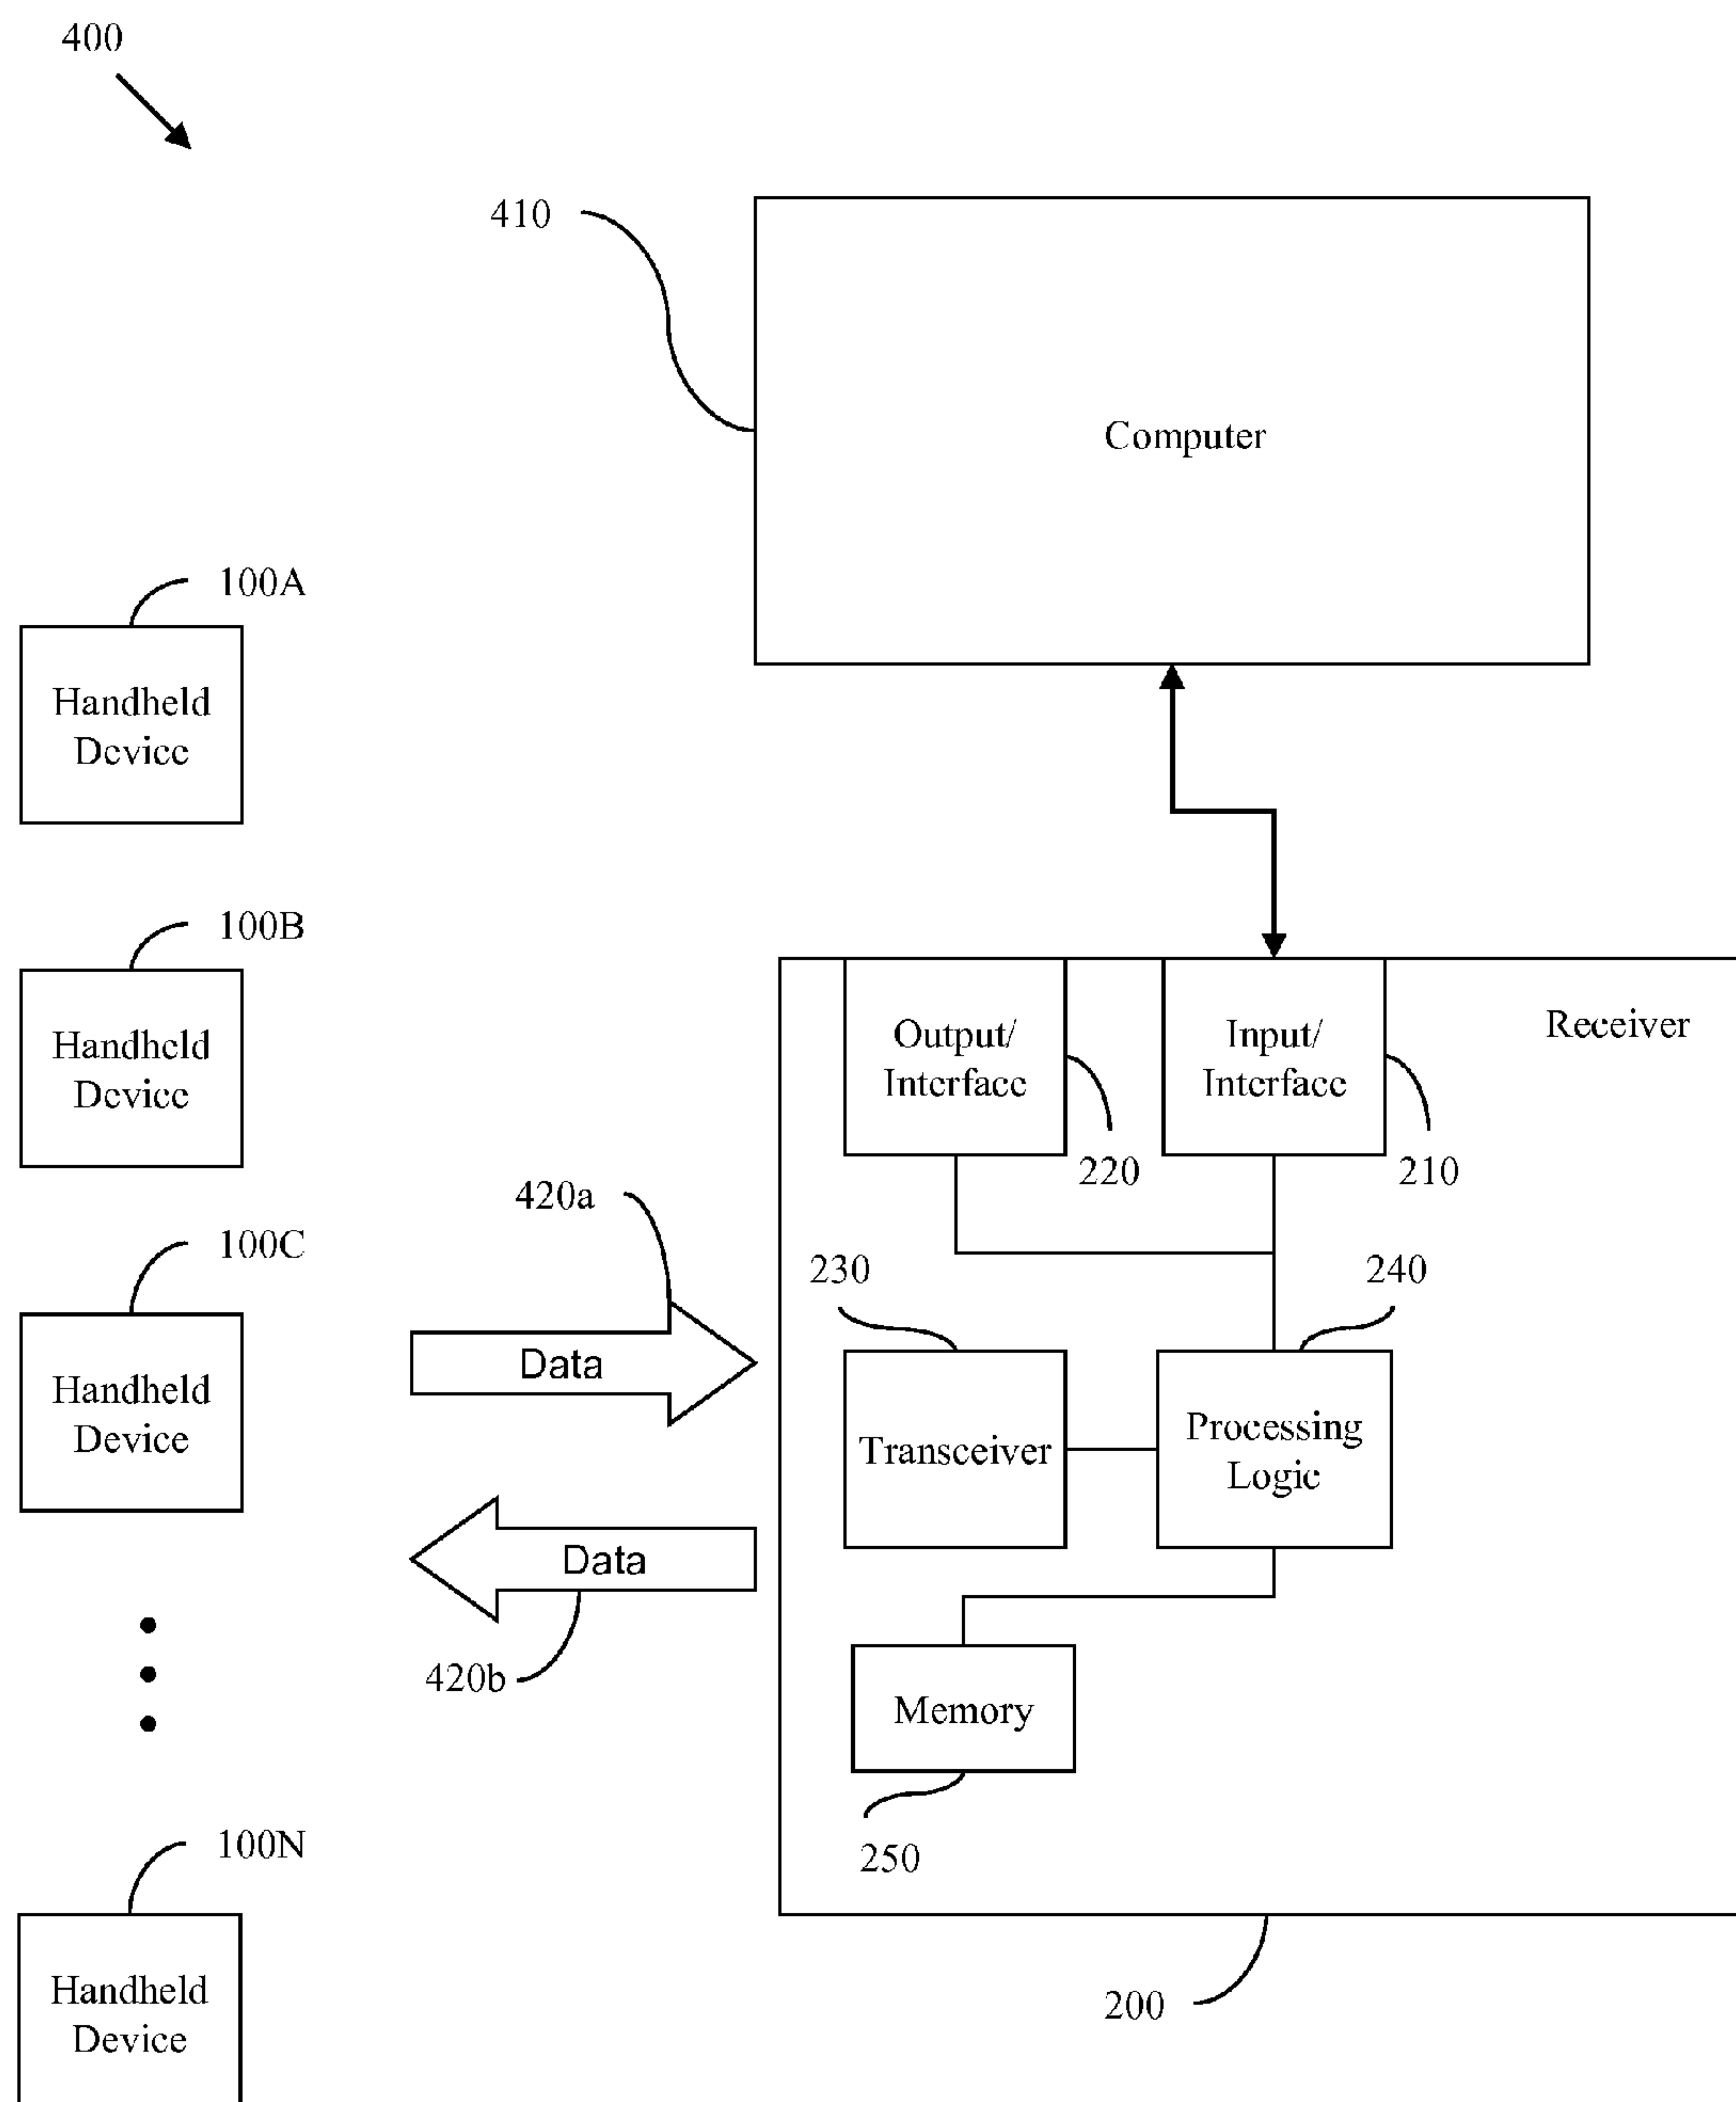 400
410
Computer
100A
Handheld
Device
100B
Handheld
Device
100C
Handheld
Device
100N
Handheld
Device
420a
Data
Data
420b
Receiver
Output/
Interface
220
Input/
Interface
210
230
Transceiver
240
Processing
Logic
Memory
250
200